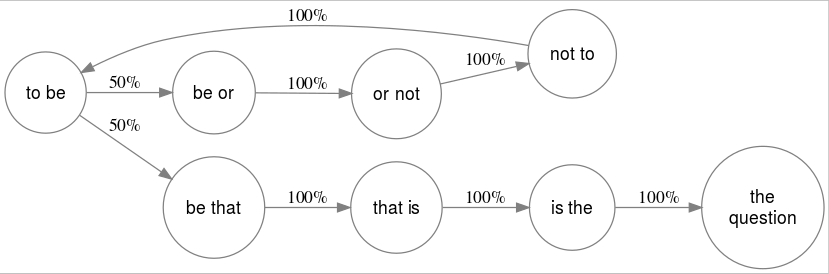 100%
not to
100%
to be
50%
be or
100%
or not
50%
be that
100%
that is
100%
is the
100%
the
question